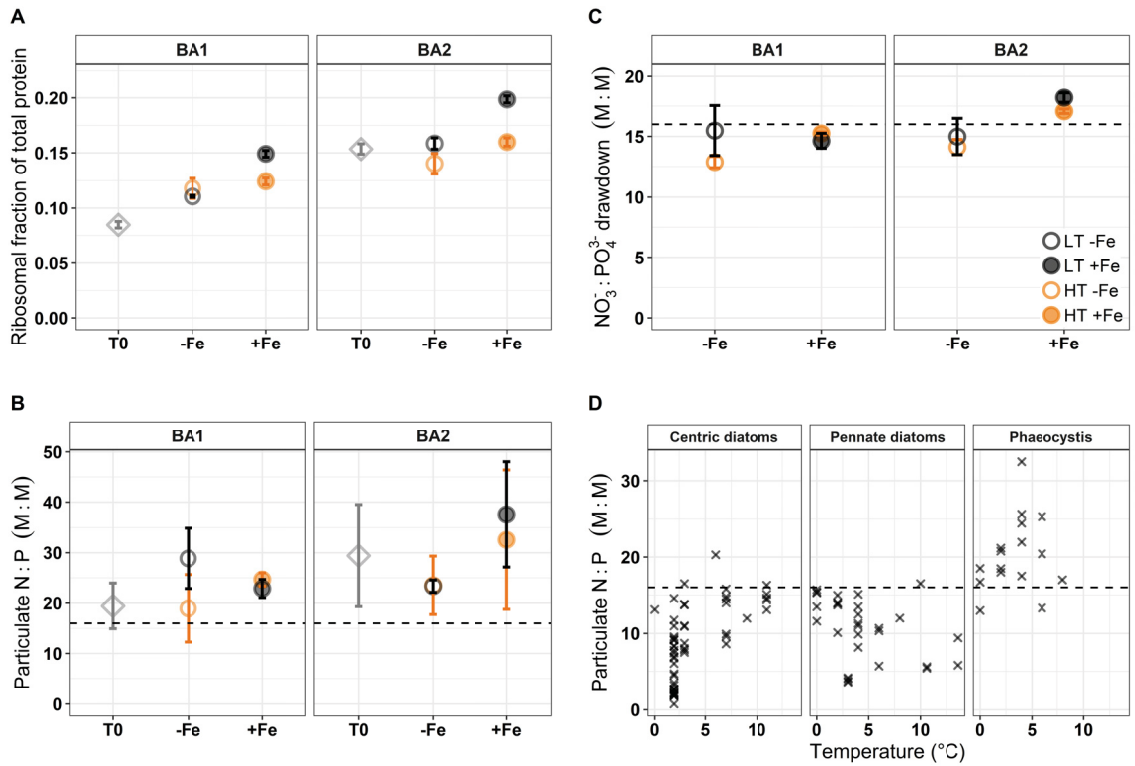 A
BA1
BA2
Ribosomal fraction of total protein
0.20
0.15
0.10
0.05
0.00
T0
-Fe
+Fe
T0
-Fe
+Fe
B
BA1
BA2
Particulate N : P (M : M)
50
40
30
20
10
0
T0
-Fe
+Fe
T0
-Fe
+Fe
C
BA1
BA2
NO₃⁻ : PO₄³⁻ drawdown (M : M)
20
15
10
5
0
LT -Fe
LT +Fe
HT -Fe
HT +Fe
-Fe
+Fe
-Fe
+Fe
D
Centric diatoms
Pennate diatoms
Phaeocystis
Particulate N : P (M : M)
30
20
10
0
0 5 10
0 5 10
0 5 10
Temperature (°C)